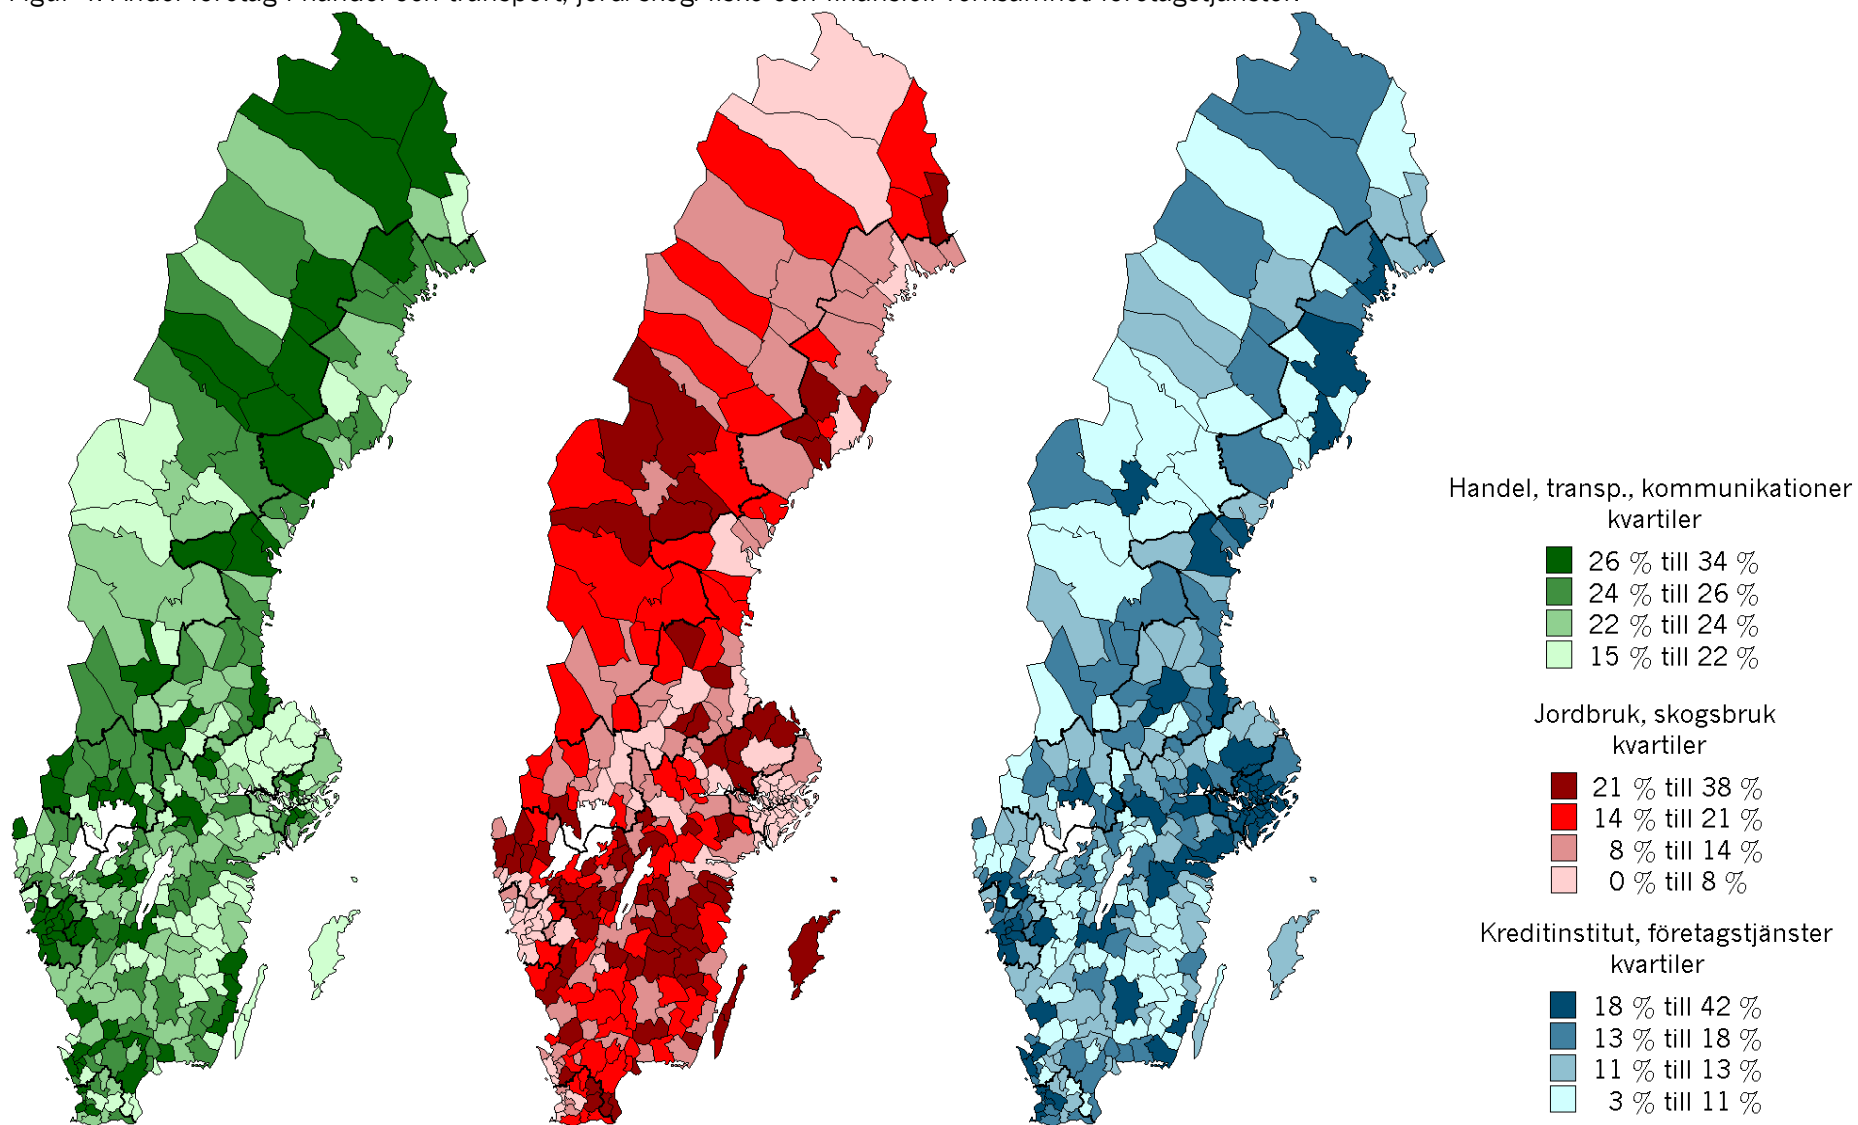 Handel, transp., kommunikationer
kvartiler
26 % till 34 %
24 % till 26 %
22 % till 24 %
15 % till 22 %
Jordbruk, skogsbruk
kvartiler
21 % till 38 %
14 % till 21 %
8 % till 14 %
0 % till 8 %
Kreditinstitut, företagstjänster
kvartiler
18 % till 42 %
13 % till 18 %
11 % till 13 %
3 % till 11 %